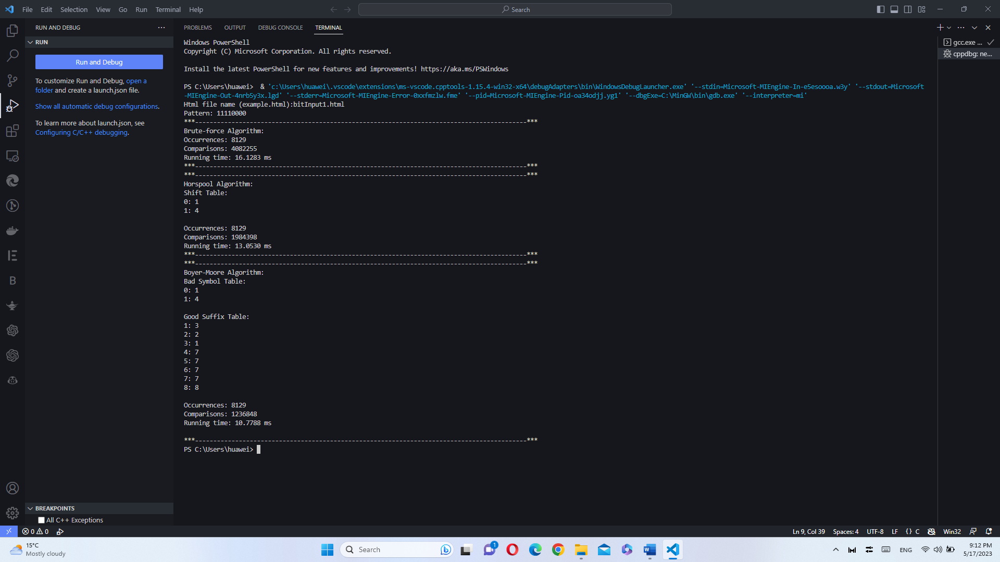 File Edit Selection View Go Run Terminal Help
Search
RUN AND DEBUG
RUN
Run and Debug
To customize Run and Debug, open a
folder and create a launch.json file.
Show all automatic debug configurations.
To learn more about launch.json, see
Configuring C/C++ debugging.
BREAKPOINTS
All C++ Exceptions
PROBLEMS OUTPUT DEBUG CONSOLE TERMINAL
Windows PowerShell
Copyright (C) Microsoft Corporation. All rights reserved.
Install the latest PowerShell for new features and improvements! https://aka.ms/PSWindows
PS C:\Users\huawei>  & 'c:\Users\huawei\.vscode\extensions\ms-vscode.cpptools-1.15.4-win32-x64\debugAdapters\bin\WindowsDebugLauncher.exe' '--stdin=Microsoft-MIEngine-In-e5esoooa.w3y' '--stdout=Microsoft
-MIEngine-Out-4nrb5y3x.lgd' '--stderr=Microsoft-MIEngine-Error-0xxfmzlw.fme' '--pid=Microsoft-MIEngine-Pid-oa34odjj.yg1' '--dbgExe=C:\MinGW\bin\gdb.exe' '--interpreter=mi'
Html file name (example.html):bitInput1.html
Pattern: 11110000
***-------------------------------------------------------------------------------------------***
Brute-force Algorithm:
Occurrences: 8129
Comparisons: 4082255
Running time: 16.1283 ms
***-------------------------------------------------------------------------------------------***
***-------------------------------------------------------------------------------------------***
Horspool Algorithm:
Shift Table:
0: 1
1: 4
Occurrences: 8129
Comparisons: 1984398
Running time: 13.0530 ms
***-------------------------------------------------------------------------------------------***
***-------------------------------------------------------------------------------------------***
Boyer-Moore Algorithm:
Bad Symbol Table:
0: 1
1: 4
Good Suffix Table:
1: 3
2: 2
3: 1
4: 7
5: 7
6: 7
7: 7
8: 8
Occurrences: 8129
Comparisons: 1236848
Running time: 10.7788 ms
***-------------------------------------------------------------------------------------------***
PS C:\Users\huawei>
gcc.exe ...
cppdbg: ne...
0 0
Ln 9, Col 39 Spaces: 4 UTF-8 LF {} C Win32
15°C
Mostly cloudy
Search
1
ENG
9:12 PM
5/17/2023